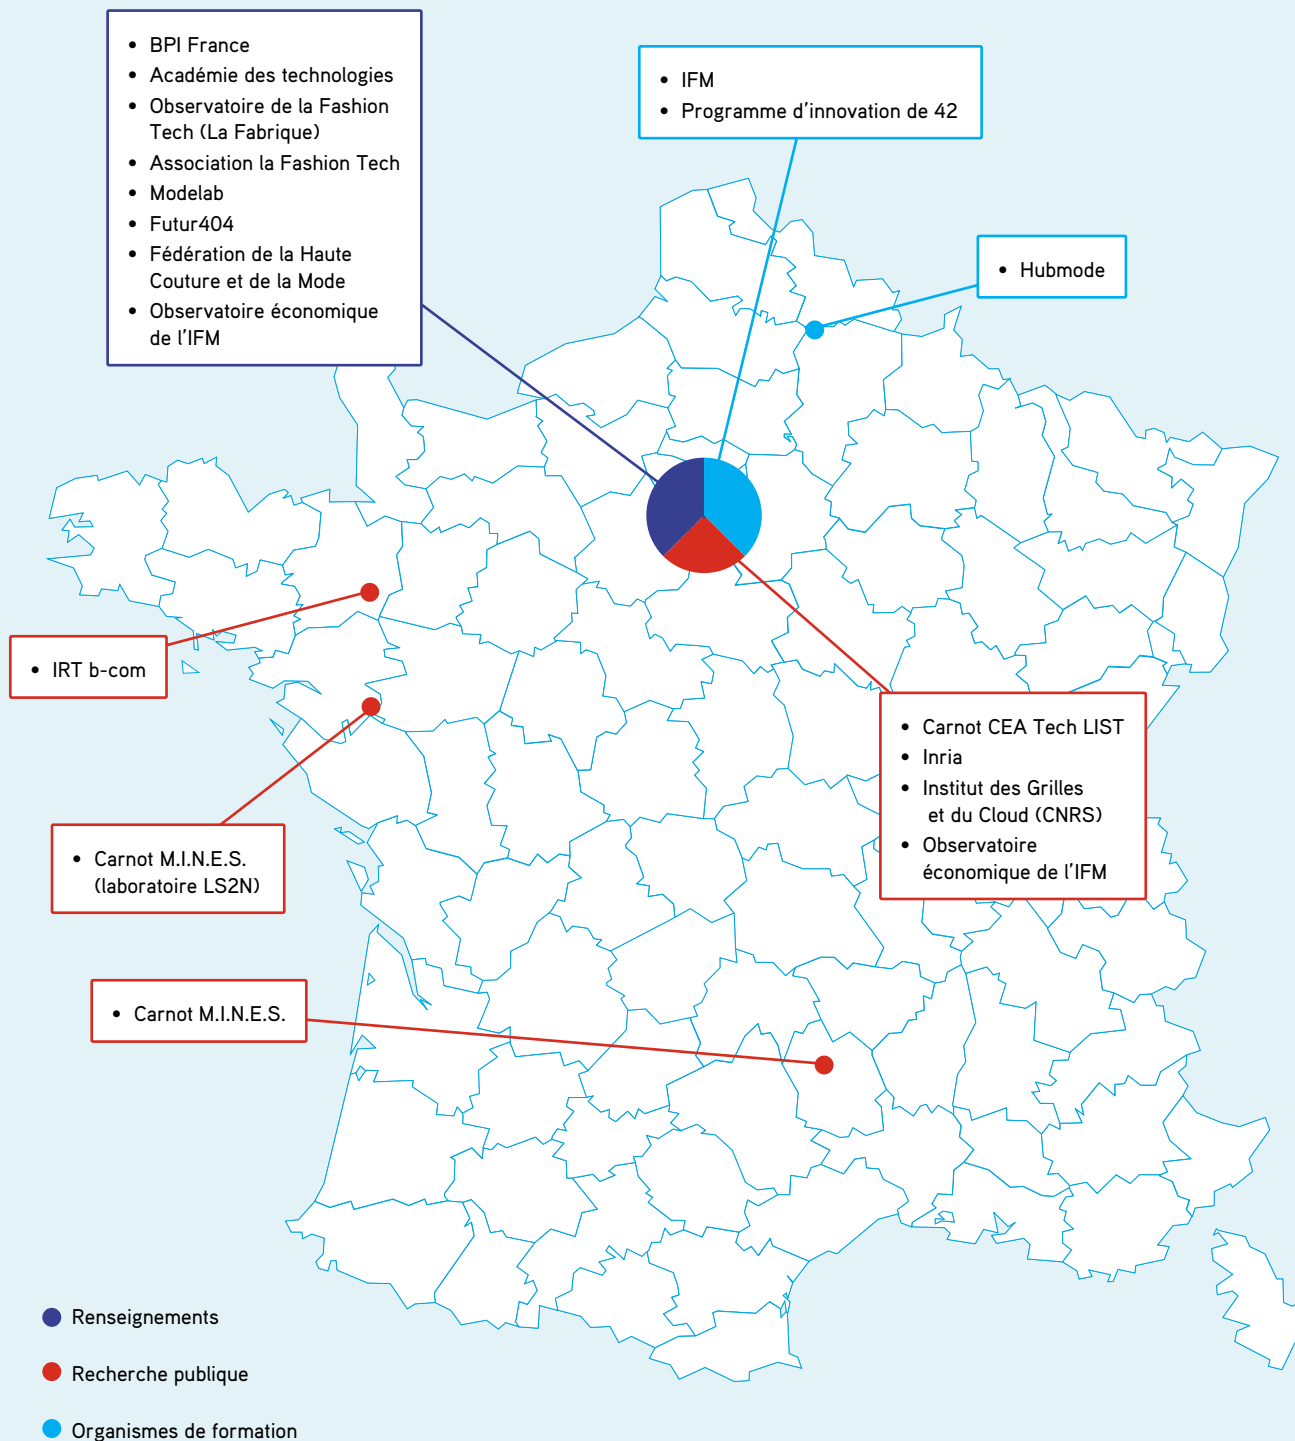 • BPI France
• Académie des technologies
• Observatoire de la Fashion
Tech (La Fabrique)
• Association la Fashion Tech
• Modelab
• Futur404
• Fédération de la Haute
Couture et de la Mode
• Observatoire économique
de l'IFM
• IFM
• Programme d'innovation de 42
• Hubmode
• IRT b-com
• Carnot CEA Tech LIST
• Inria
• Institut des Grilles
et du Cloud (CNRS)
• Observatoire
économique de l'IFM
• Carnot M.I.N.E.S.
(laboratoire LS2N)
• Carnot M.I.N.E.S.
Renseignements
Recherche publique
Organismes de formation